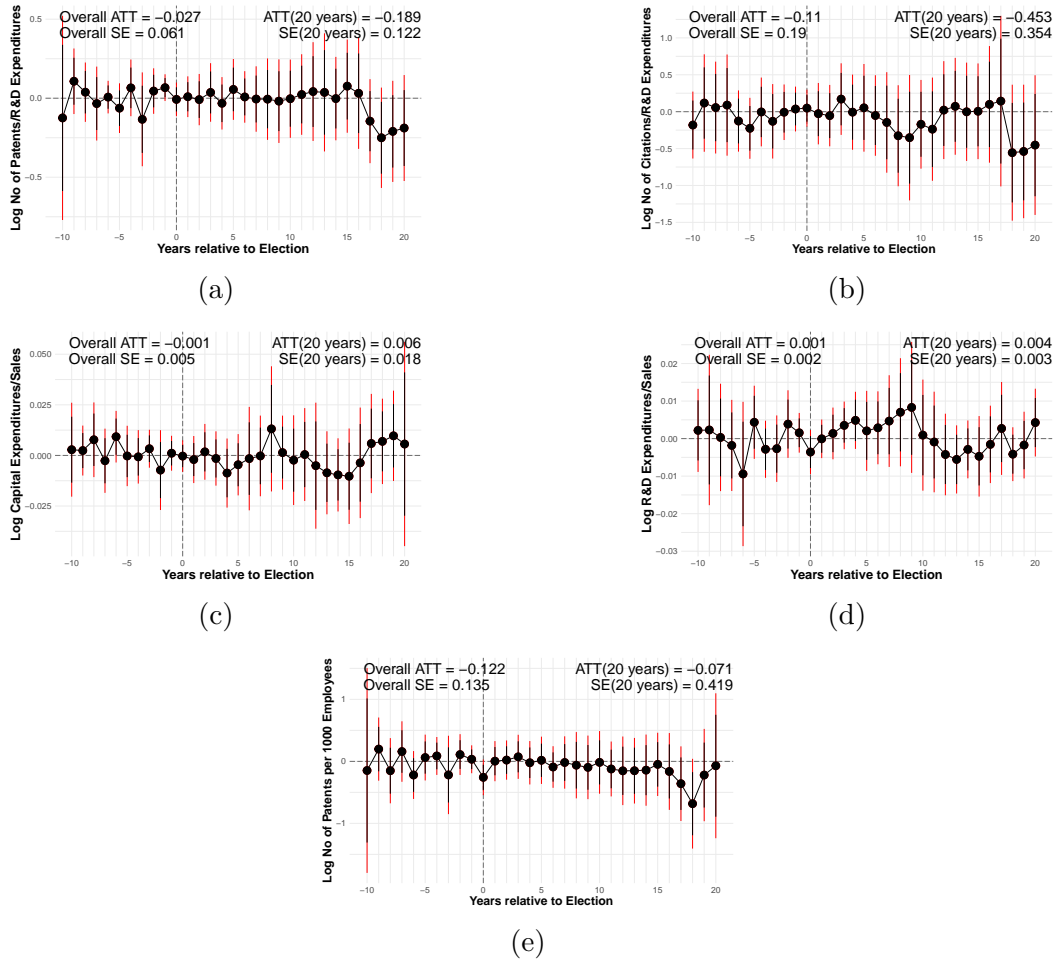 Overall ATT = −0.027 ATT(20 years) = −0.189
Overall SE = 0.061 SE(20 years) = 0.122
Log No of Patents/R&D Expenditures
0.5
0.0
−0.5
−10 −5 0 5 10 15 20
Years relative to Election
(a)
Overall ATT = −0.11 ATT(20 years) = −0.453
Overall SE = 0.19 SE(20 years) = 0.354
Log No of Citations/R&D Expenditures
1.0
0.5
0.0
−0.5
−1.0
−1.5
−10 −5 0 5 10 15 20
Years relative to Election
(b)
Overall ATT = −0.001 ATT(20 years) = 0.006
Overall SE = 0.005 SE(20 years) = 0.018
Log Capital Expenditures/Sales
0.050
0.025
0.000
−0.025
−10 −5 0 5 10 15 20
Years relative to Election
(c)
Overall ATT = 0.001 ATT(20 years) = 0.004
Overall SE = 0.002 SE(20 years) = 0.003
Log R&D Expenditures/Sales
0.02
0.01
0.00
−0.01
−0.02
−0.03
−10 −5 0 5 10 15 20
Years relative to Election
(d)
Overall ATT = −0.122 ATT(20 years) = −0.071
Overall SE = 0.135 SE(20 years) = 0.419
Log No of Patents per 1000 Employees
1
0
−1
−10 −5 0 5 10 15 20
Years relative to Election
(e)